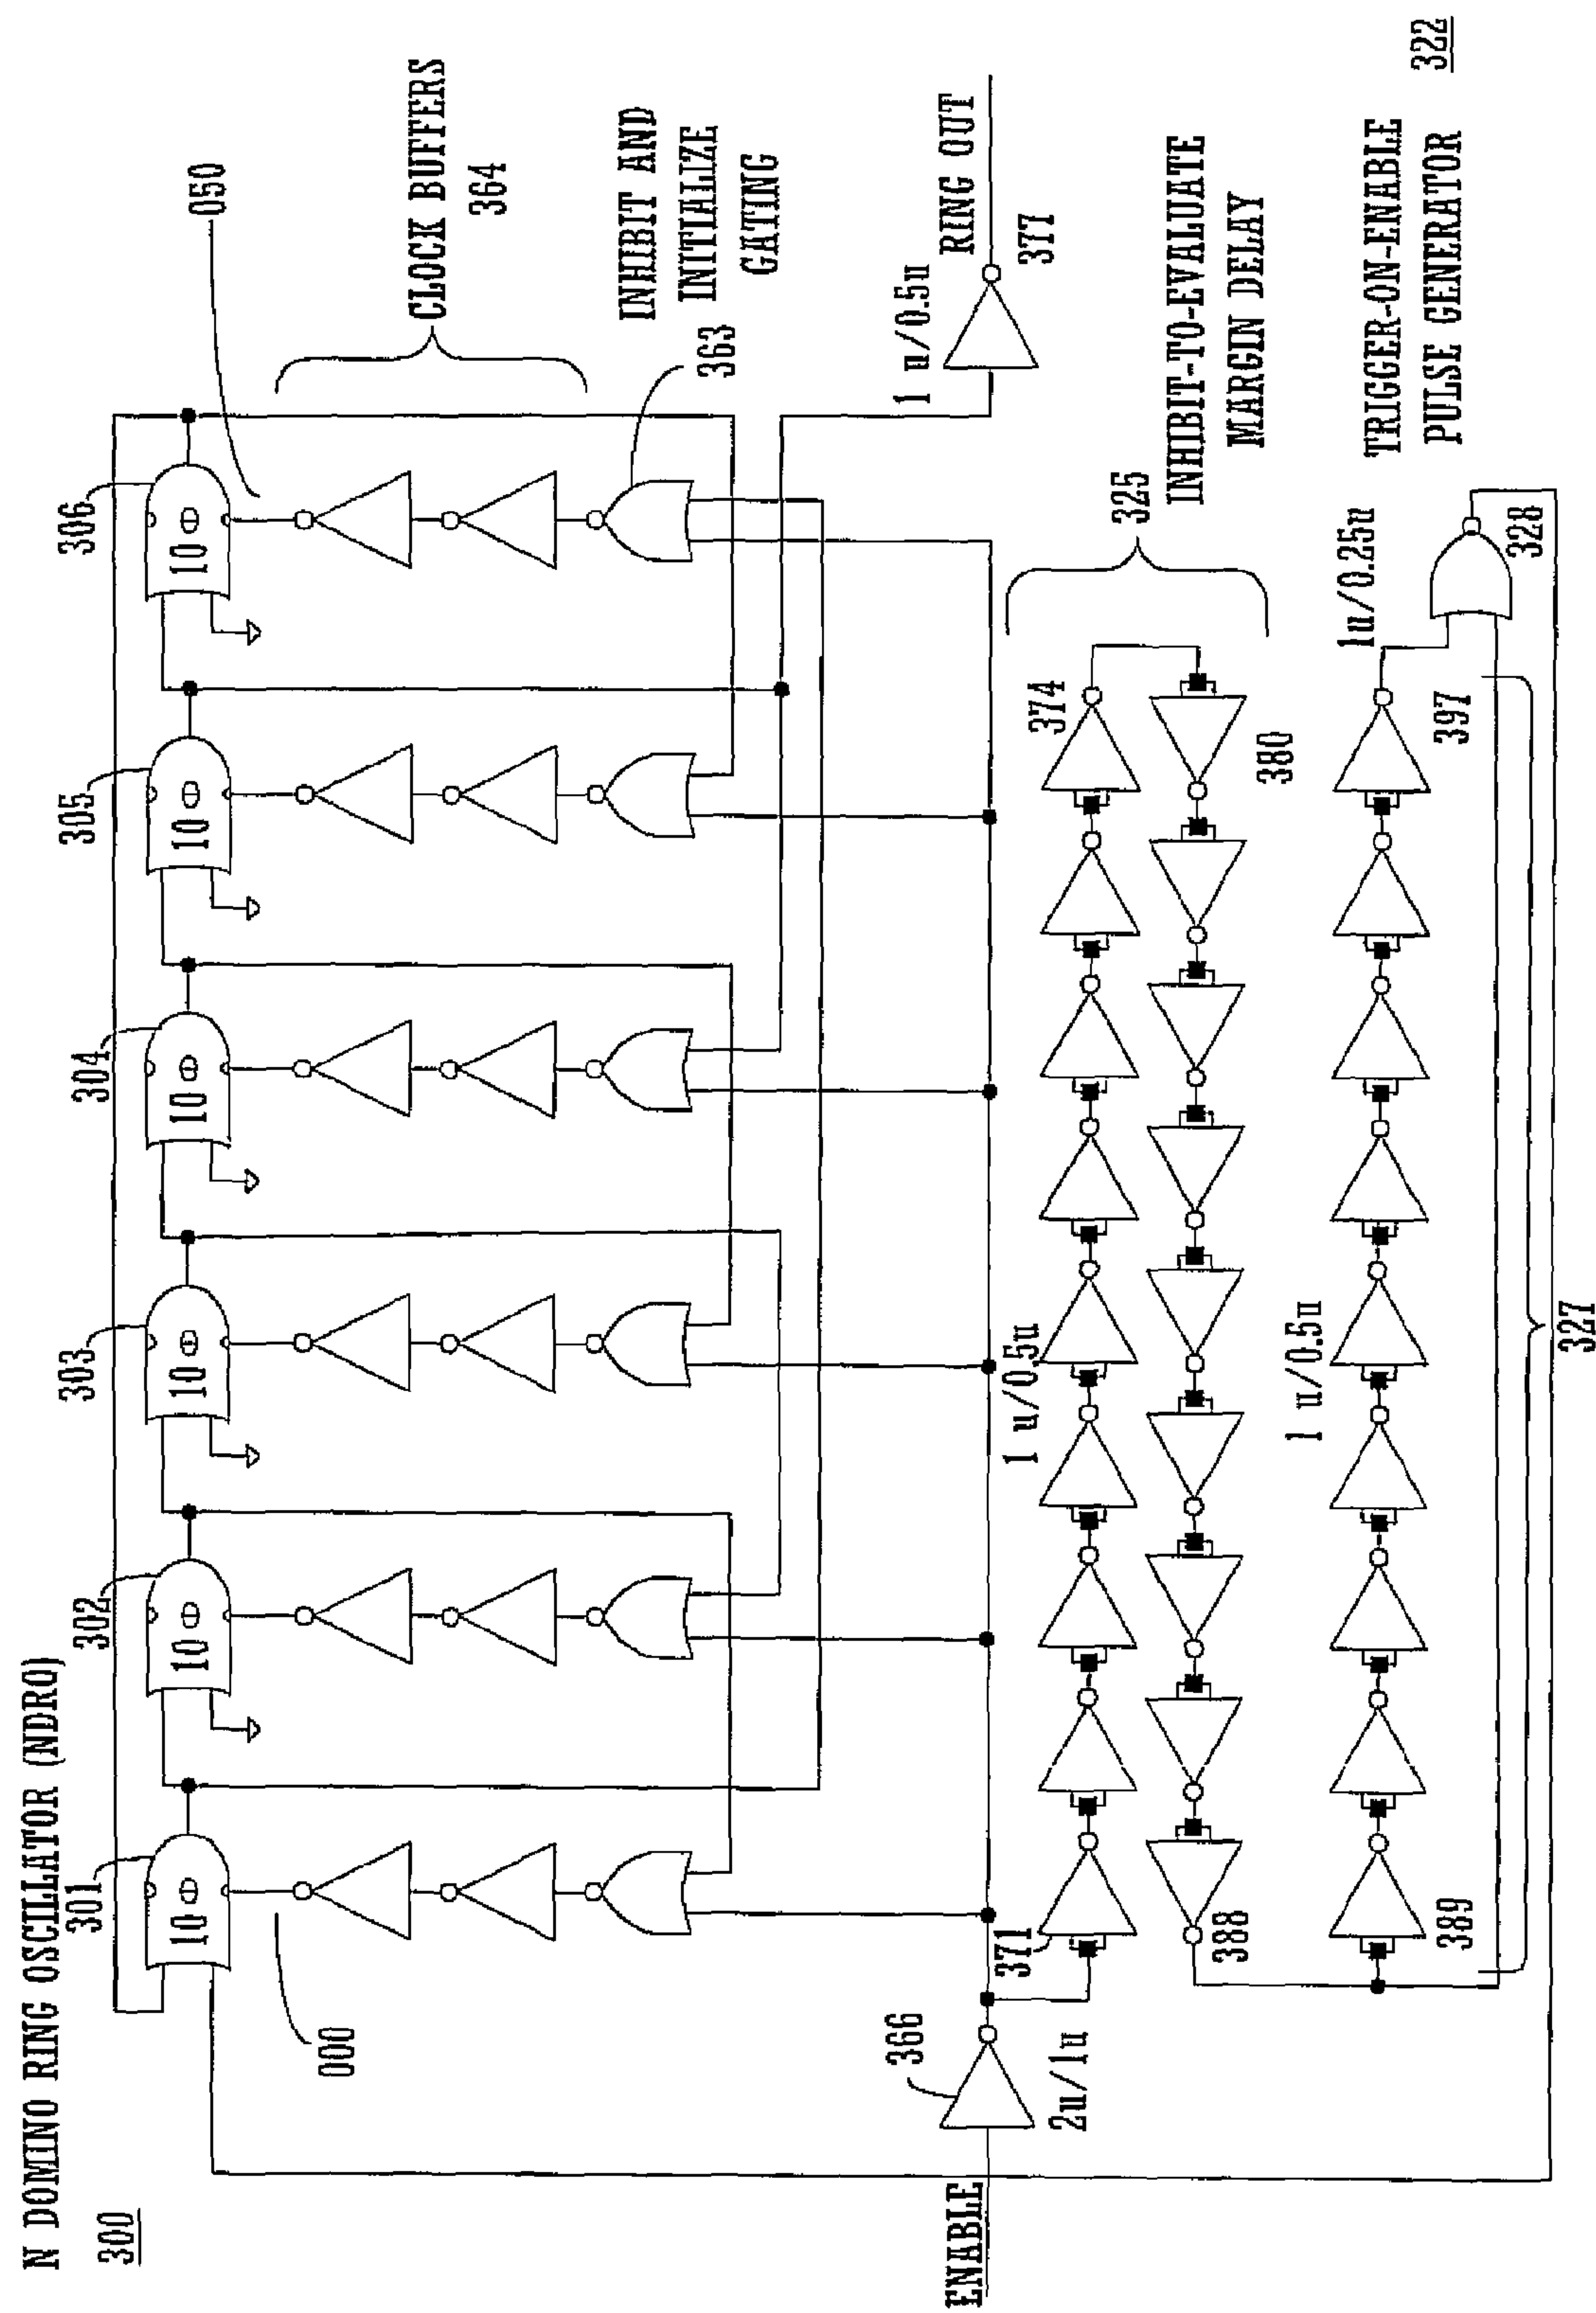 N DOMINO RING OSCILLATOR (NDRO)
300
301
302
303
304
305
306
10 Θ
10 Θ
10 Θ
10 Θ
10 Θ
10 Θ
000
050
CLOCK BUFFERS
364
INHIBIT AND
INITIALIZE
GATING
363
ENABLE
366
2u/1u
1 u/0.5u
RING OUT
377
371
1 u/0.5u
374
325
INHIBIT-TO-EVALUATE
MARGIN DELAY
388
380
389
1 u/0.5u
397
1u/0.25u
328
327
TRIGGER-ON-ENABLE
PULSE GENERATOR
322